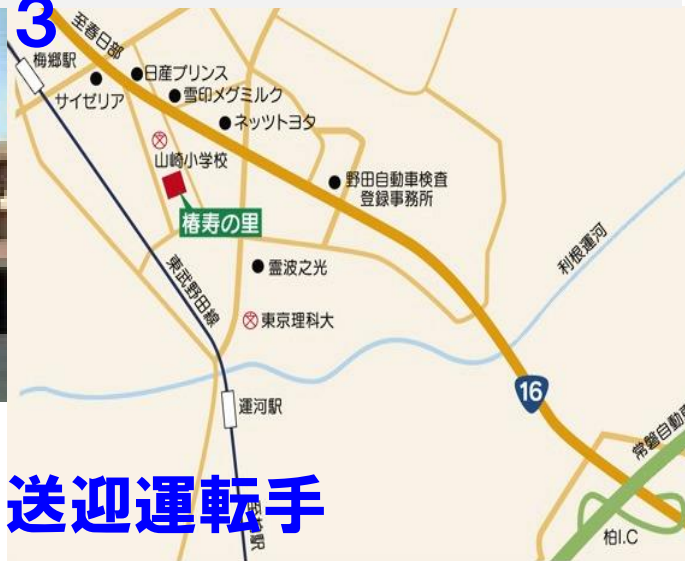 3
至春日部
梅郷駅
日産プリンス
サイゼリア
雪印メグミルク
ネッツトヨタ
山崎小学校
野田自動車検査
登録事務所
椿寿の里
利根運河
霊波之光
東武野田線
東京理科大
16
運河駅
常磐自動車
送迎運転手
駅
柏I.C